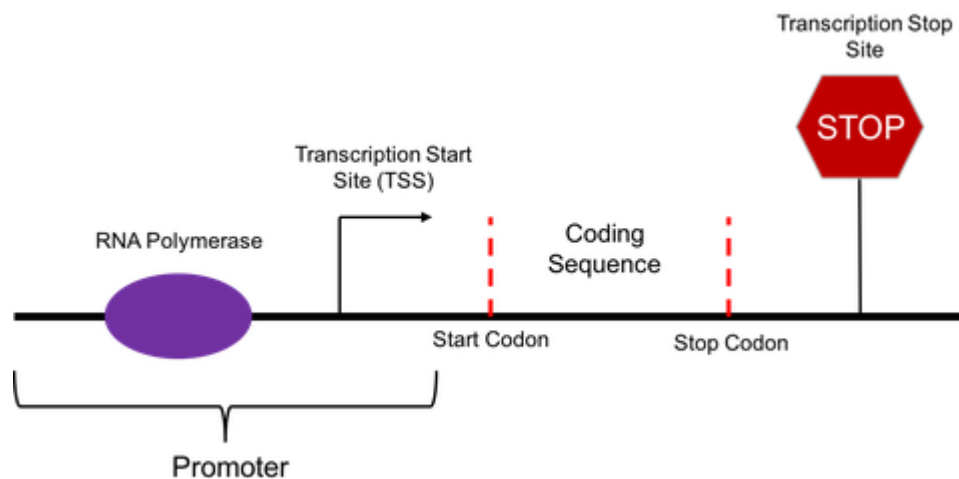 Transcription Stop
Site
STOP
Transcription Start
Site (TSS)
RNA Polymerase
Coding
Sequence
Start Codon
Stop Codon
Promoter